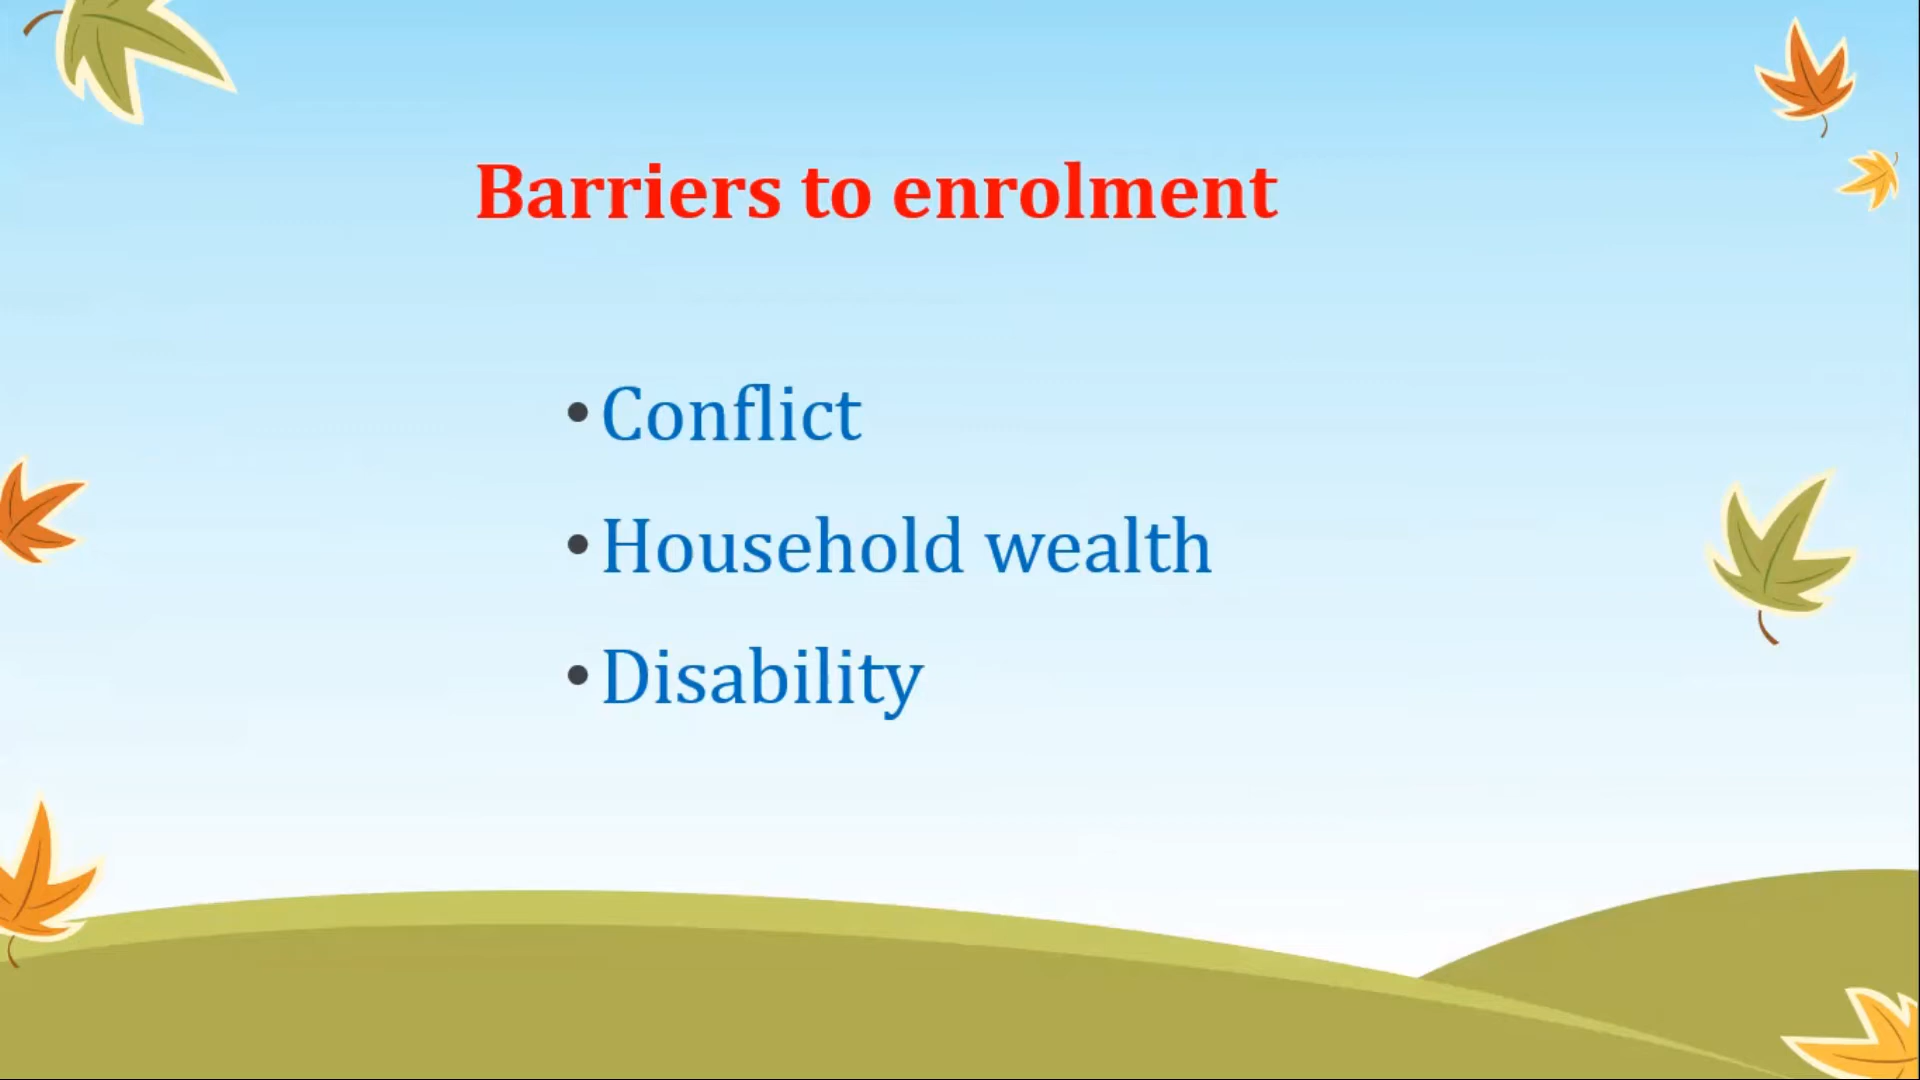 Barriers to enrolment
• Conflict
• Household wealth
• Disability